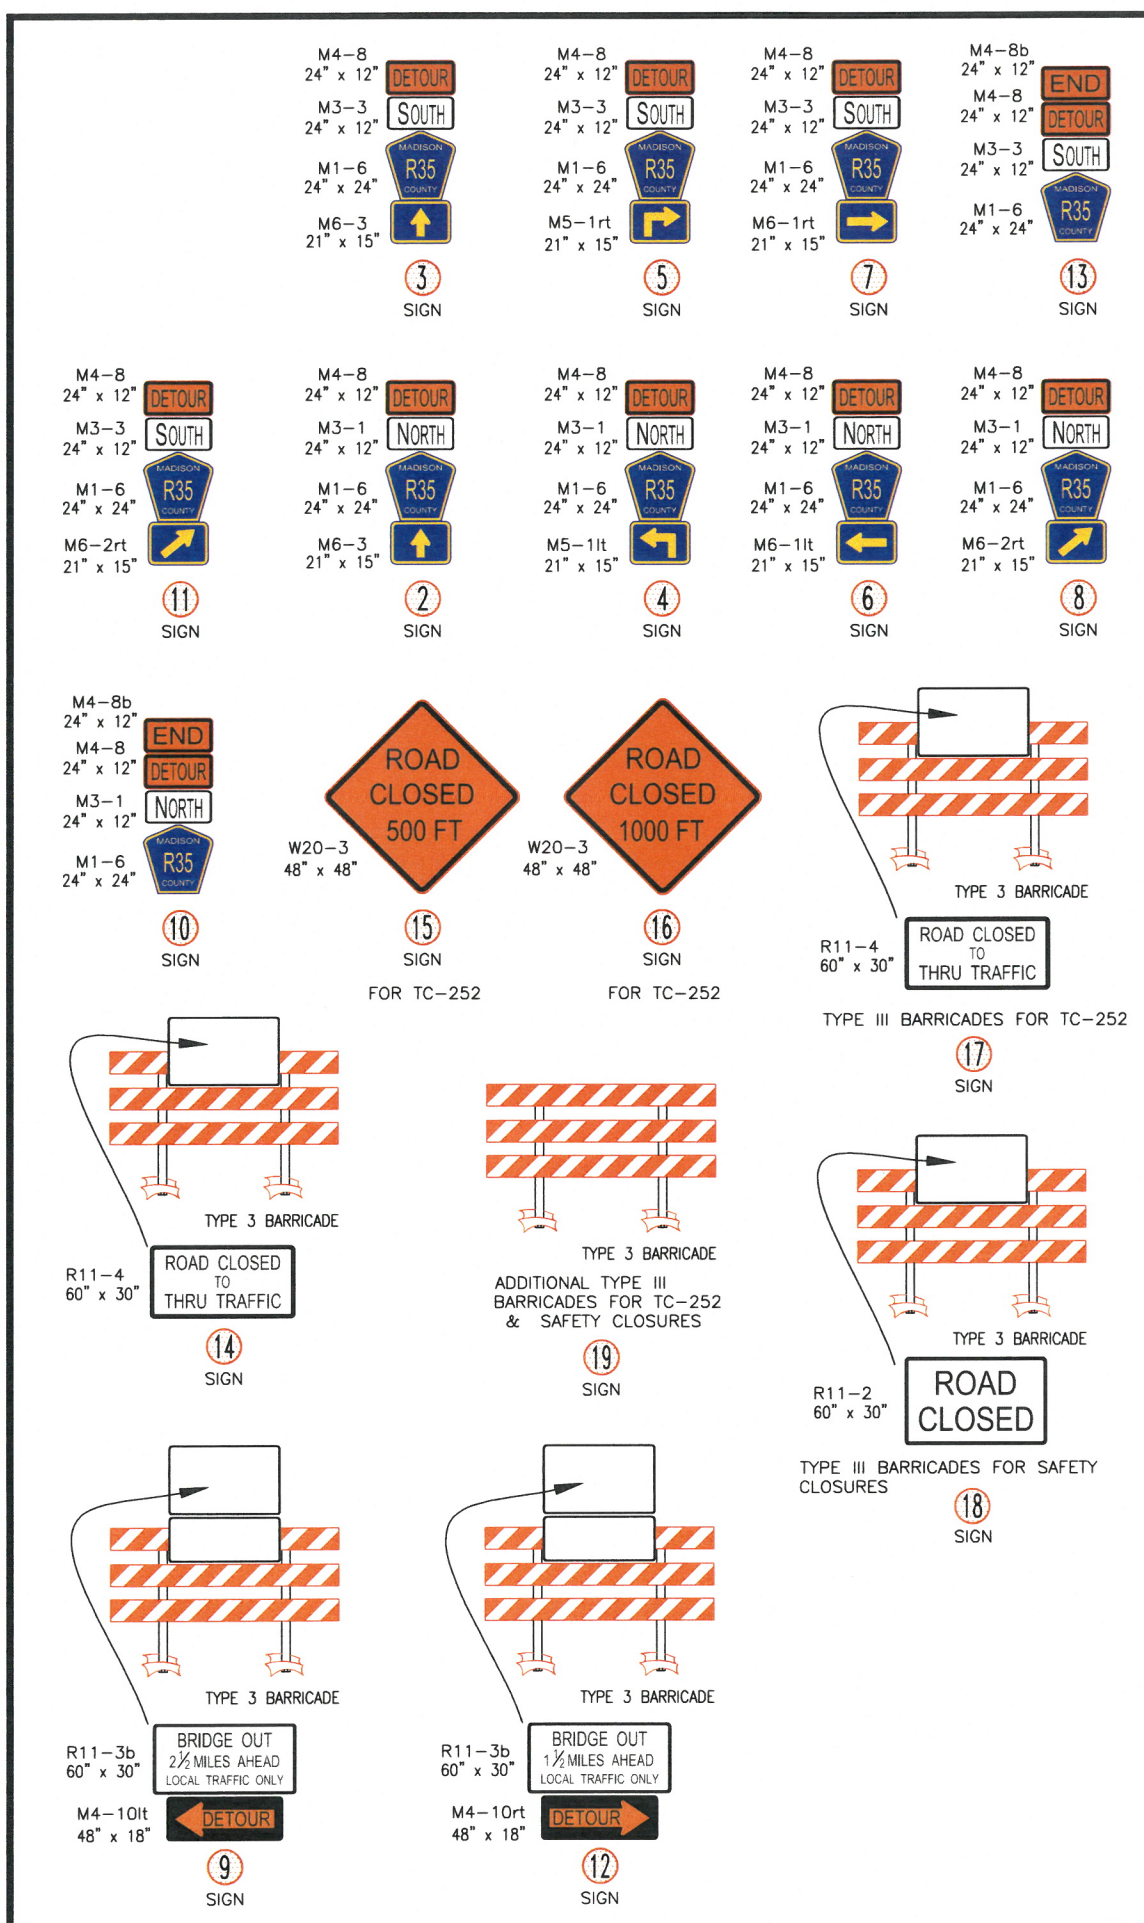 M4-8
24" x 12"
DETOUR
M3-3
24" x 12"
SOUTH
MADISON
M1-6
24" x 24"
R35
COUNTY
M6-3
21" x 15"
3
SIGN
M4-8
24" x 12"
DETOUR
M3-3
24" x 12"
SOUTH
MADISON
M1-6
24" x 24"
R35
COUNTY
M5-1rt
21" x 15"
5
SIGN
M4-8
24" x 12"
DETOUR
M3-3
24" x 12"
SOUTH
MADISON
M1-6
24" x 24"
R35
COUNTY
M6-1rt
21" x 15"
7
SIGN
M4-8b
24" x 12"
END
M4-8
24" x 12"
DETOUR
M3-3
24" x 12"
SOUTH
MADISON
M1-6
24" x 24"
R35
COUNTY
13
SIGN
M4-8
24" x 12"
DETOUR
M3-3
24" x 12"
SOUTH
MADISON
M1-6
24" x 24"
R35
COUNTY
M6-2rt
21" x 15"
11
SIGN
M4-8
24" x 12"
DETOUR
M3-1
24" x 12"
NORTH
MADISON
M1-6
24" x 24"
R35
COUNTY
M6-3
21" x 15"
2
SIGN
M4-8
24" x 12"
DETOUR
M3-1
24" x 12"
NORTH
MADISON
M1-6
24" x 24"
R35
COUNTY
M5-1lt
21" x 15"
4
SIGN
M4-8
24" x 12"
DETOUR
M3-1
24" x 12"
NORTH
MADISON
M1-6
24" x 24"
R35
COUNTY
M6-1lt
21" x 15"
6
SIGN
M4-8
24" x 12"
DETOUR
M3-1
24" x 12"
NORTH
MADISON
M1-6
24" x 24"
R35
COUNTY
M6-2rt
21" x 15"
8
SIGN
M4-8b
24" x 12"
END
M4-8
24" x 12"
DETOUR
M3-1
24" x 12"
NORTH
MADISON
M1-6
24" x 24"
R35
COUNTY
10
SIGN
ROAD
CLOSED
500 FT
W20-3
48" x 48"
15
SIGN
FOR TC-252
ROAD
CLOSED
1000 FT
W20-3
48" x 48"
16
SIGN
FOR TC-252
TYPE 3 BARRICADE
R11-4
60" x 30"
ROAD CLOSED
TO
THRU TRAFFIC
TYPE III BARRICADES FOR TC-252
17
SIGN
TYPE 3 BARRICADE
R11-4
60" x 30"
ROAD CLOSED
TO
THRU TRAFFIC
14
SIGN
TYPE 3 BARRICADE
ADDITIONAL TYPE III
BARRICADES FOR TC-252
& SAFETY CLOSURES
19
SIGN
TYPE 3 BARRICADE
R11-2
60" x 30"
ROAD
CLOSED
TYPE III BARRICADES FOR SAFETY
CLOSURES
18
SIGN
TYPE 3 BARRICADE
R11-3b
60" x 30"
BRIDGE OUT
2½ MILES AHEAD
LOCAL TRAFFIC ONLY
M4-10lt
48" x 18"
DETOUR
9
SIGN
TYPE 3 BARRICADE
R11-3b
60" x 30"
BRIDGE OUT
1½ MILES AHEAD
LOCAL TRAFFIC ONLY
M4-10rt
48" x 18"
DETOUR
12
SIGN